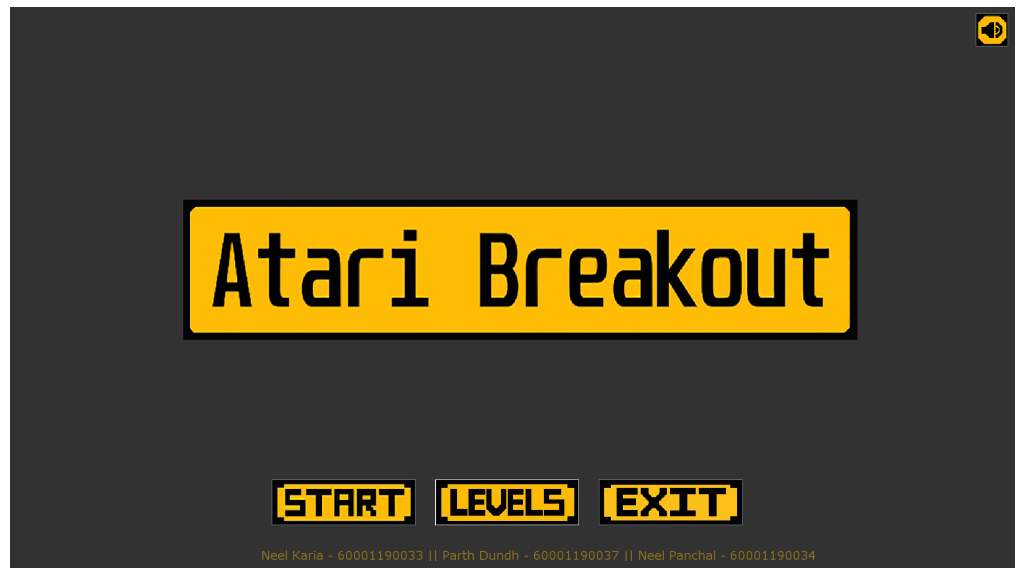 Atari Breakout
START LEVELS EXIT
Neel Karia - 60001190033 || Parth Dundh - 60001190037 || Neel Panchal - 60001190034